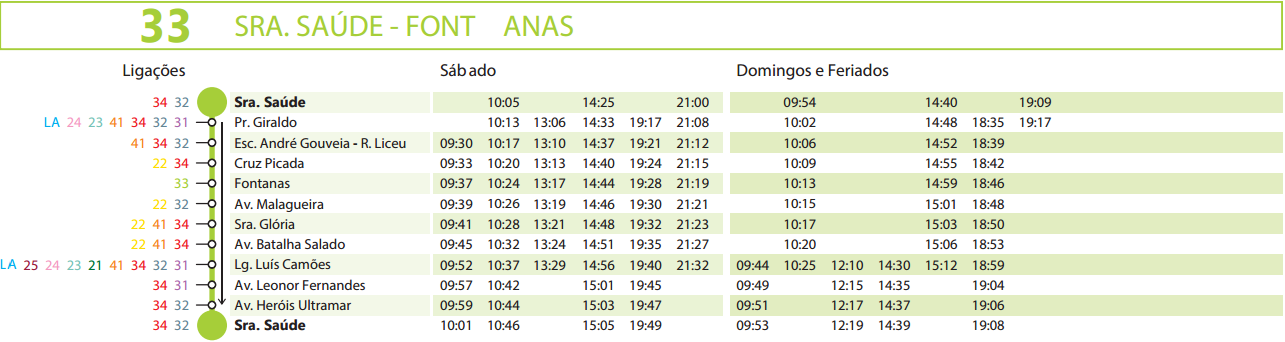 33 SRA. SAÚDE - FONT ANAS
Ligações Sábado Domingos e Feriados
34 32 Sra. Saúde 10:05 14:25 21:00 09:54 14:40 19:09
LA 24 23 41 34 32 31 Pr. Giraldo 10:13 13:06 14:33 19:17 21:08 10:02 14:48 18:35 19:17
41 34 32 Esc. André Gouveia - R. Liceu 09:30 10:17 13:10 14:37 19:21 21:12 10:06 14:52 18:39
22 34 Cruz Picada 09:33 10:20 13:13 14:40 19:24 21:15 10:09 14:55 18:42
33 Fontanas 09:37 10:24 13:17 14:44 19:28 21:19 10:13 14:59 18:46
22 32 Av. Malagueira 09:39 10:26 13:19 14:46 19:30 21:21 10:15 15:01 18:48
22 41 34 Sra. Glória 09:41 10:28 13:21 14:48 19:32 21:23 10:17 15:03 18:50
22 41 34 Av. Batalha Salado 09:45 10:32 13:24 14:51 19:35 21:27 10:20 15:06 18:53
LA 25 24 23 21 41 34 32 31 Lg. Luís Camões 09:52 10:37 13:29 14:56 19:40 21:32 09:44 10:25 12:10 14:30 15:12 18:59
34 31 Av. Leonor Fernandes 09:57 10:42 15:01 19:45 09:49 12:15 14:35 19:04
34 32 Av. Heróis Ultramar 09:59 10:44 15:03 19:47 09:51 12:17 14:37 19:06
34 32 Sra. Saúde 10:01 10:46 15:05 19:49 09:53 12:19 14:39 19:08